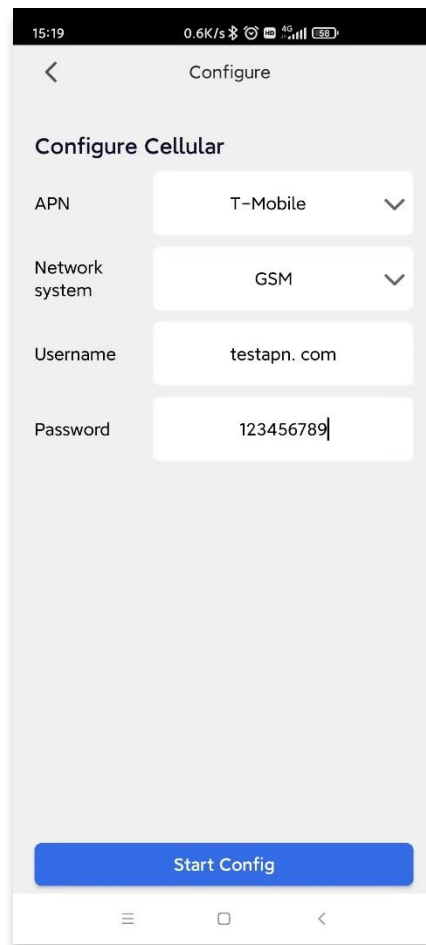 15:19 0.6K/s HD 4G 58
Configure
Configure Cellular
APN T-Mobile
Network
system
GSM
Username testapn. com
Password 123456789
Start Config